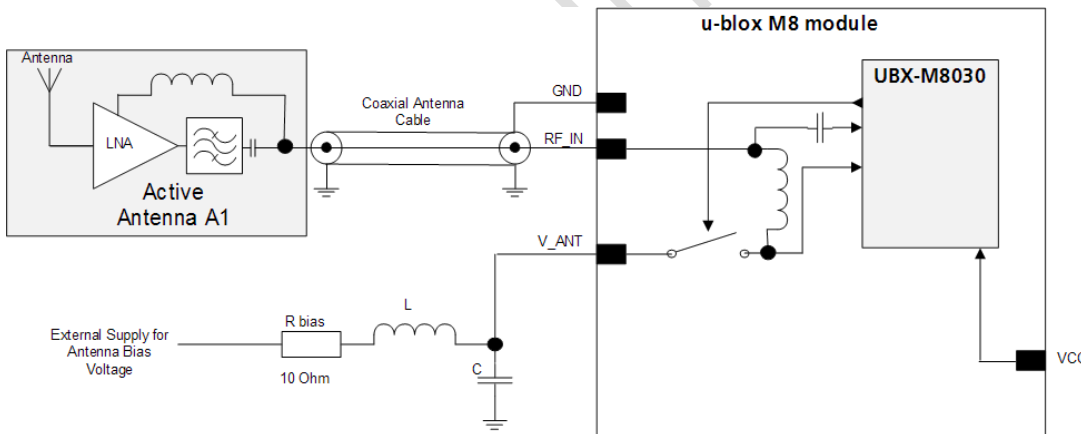 u-blox M8 module
Antenna
UBX-M8030
GND
Coaxial Antenna
Cable
RF_IN
LNA
Active
Antenna A1
V_ANT
L
R bias
External Supply for
Antenna Bias
Voltage
C
10 Ohm